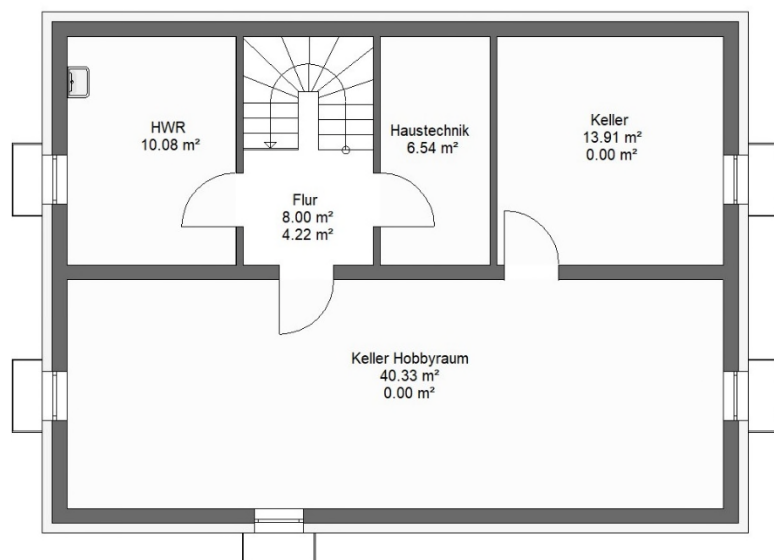 HWR
10.08 m²
Flur
8.00 m²
4.22 m²
Haustechnik
6.54 m²
Keller
13.91 m²
0.00 m²
Keller Hobbyraum
40.33 m²
0.00 m²